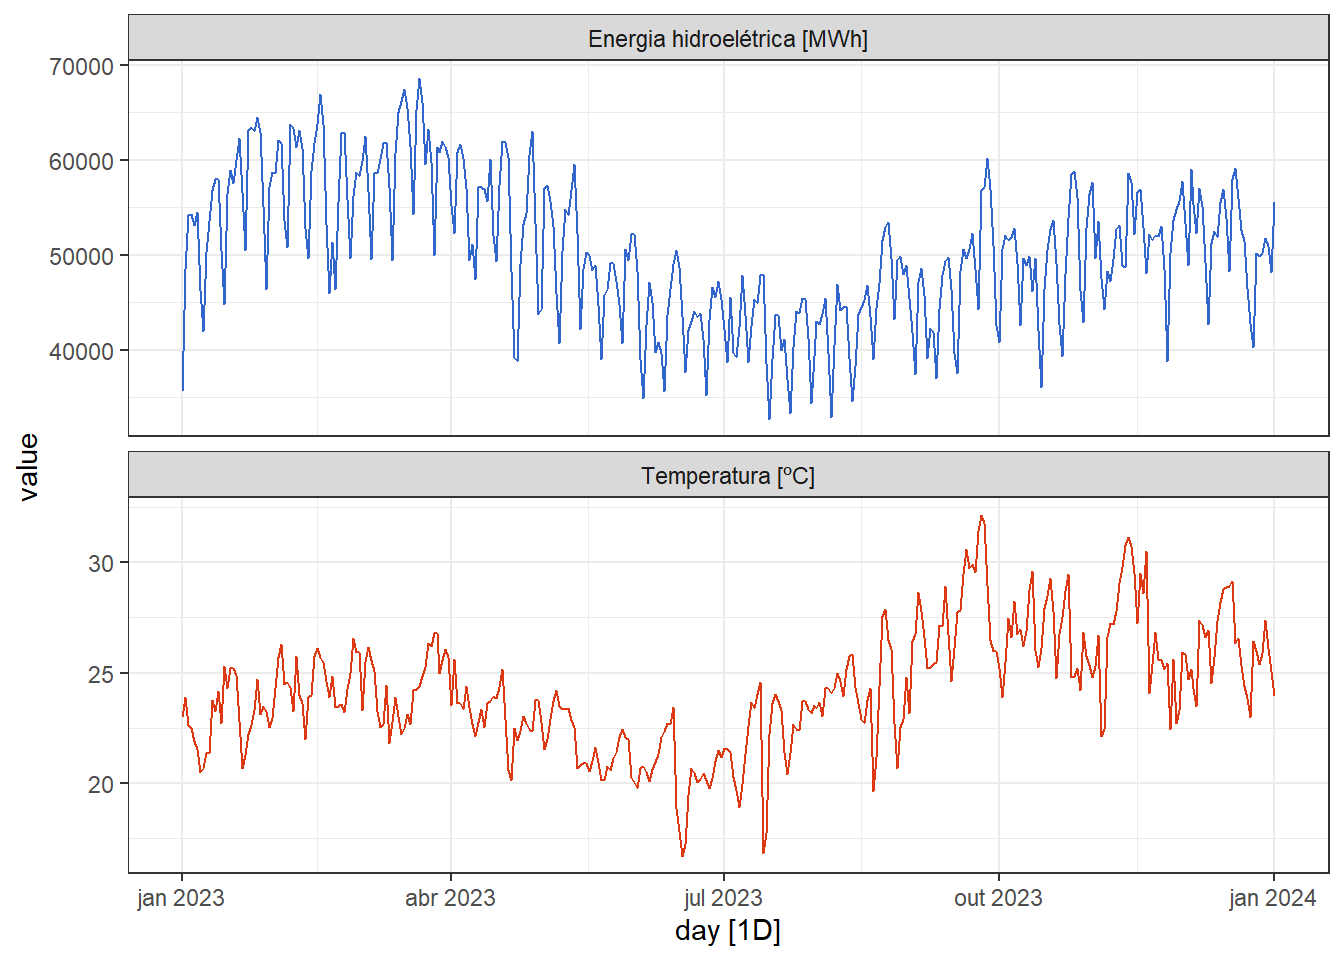 Energia hidroelétrica [MWh]
70000
60000
50000
40000
value
Temperatura [ºC]
30
25
20
jan 2023 abr 2023 jul 2023 out 2023 jan 2024
day [1D]